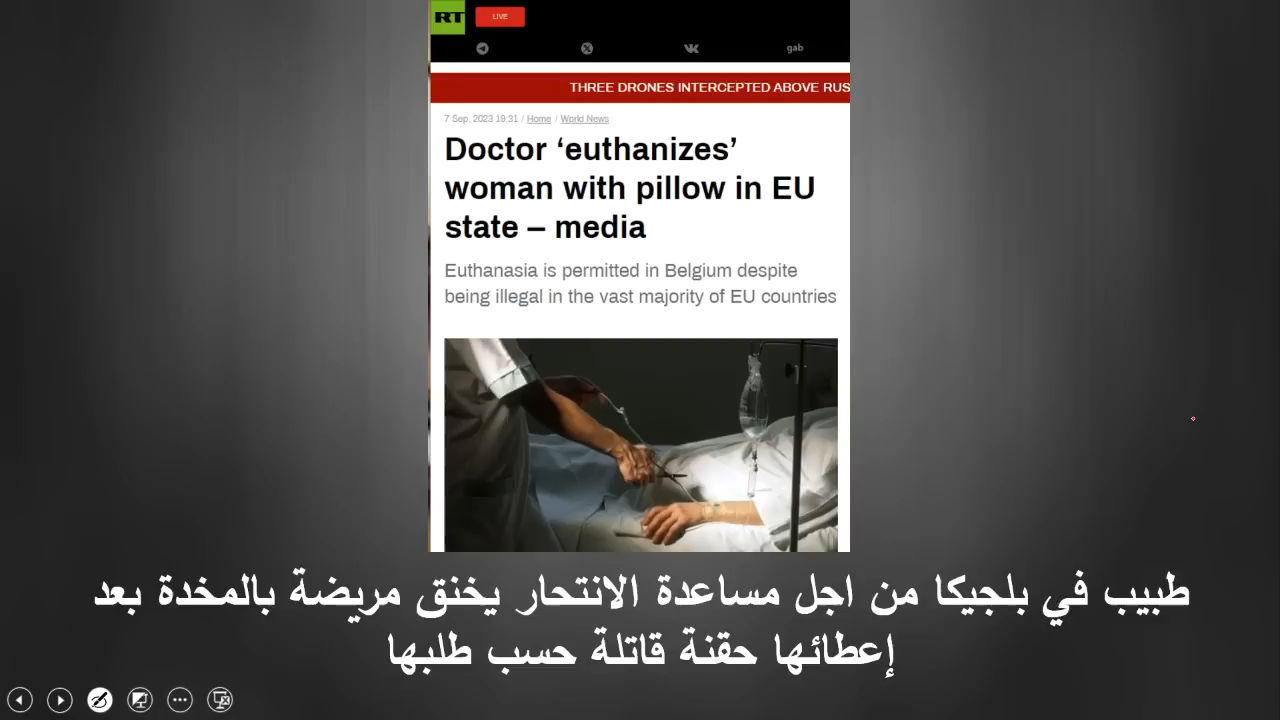 RT
LIVE
gab
THREE DRONES INTERCEPTED ABOVE RUS
7 Sep, 2023 19:31 / Home / World News
Doctor ‘euthanizes’
woman with pillow in EU
state – media
Euthanasia is permitted in Belgium despite
being illegal in the vast majority of EU countries
طبيب في بلجيكا من اجل مساعدة الانتحار يخنق مريضة بالمخدة بعد
إعطائها حقنة قاتلة حسب طلبها